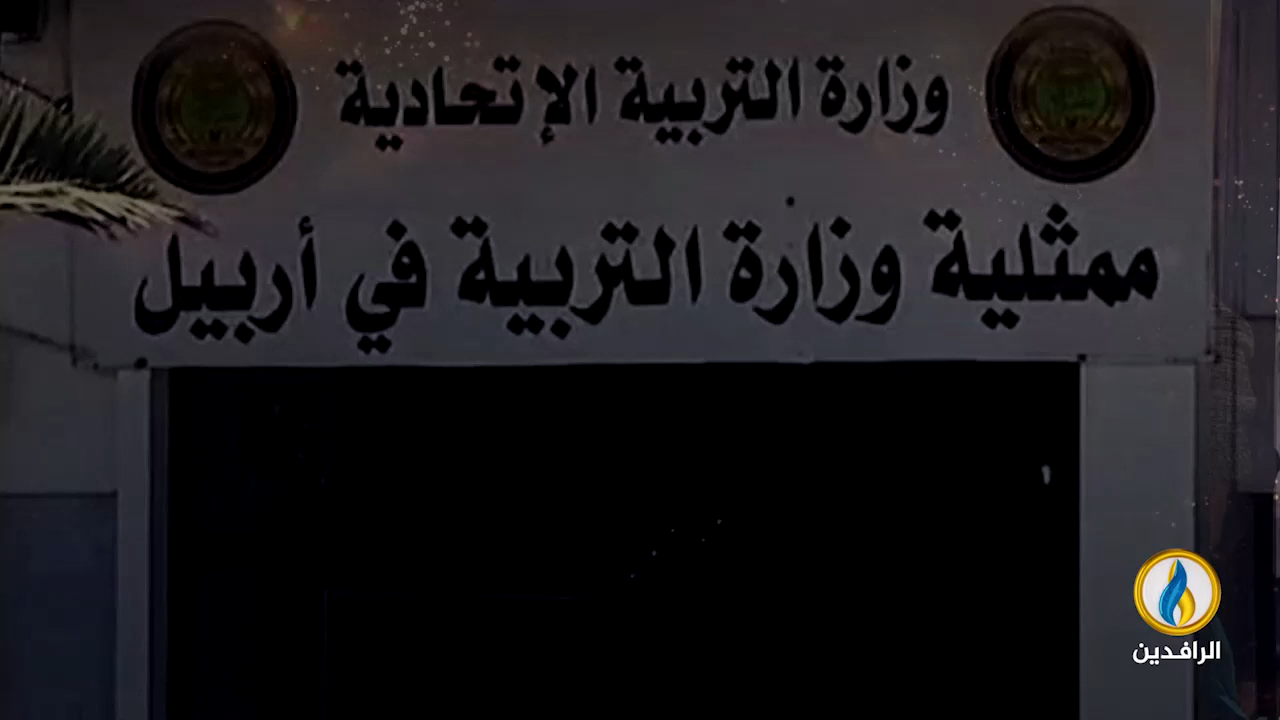 وزارة التربية الإتحادية
ممثلية وزارة التربية في أربيل
الرافدين